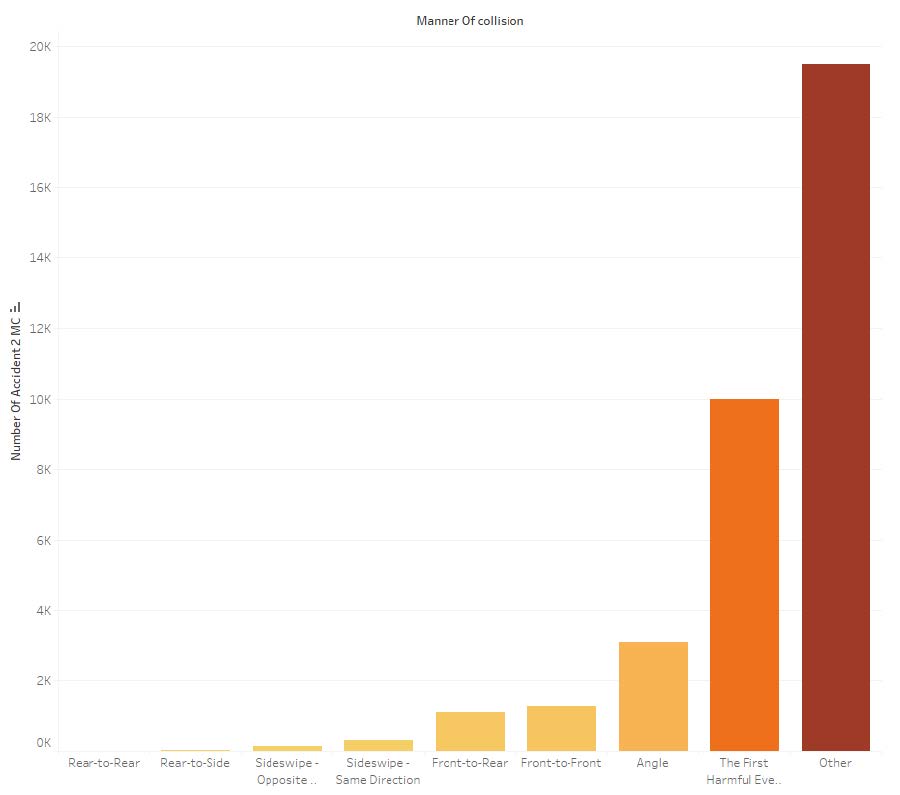 Manner Of collision
Number Of Accident 2 MC
20K
18K
16K
14K
12K
10K
8K
6K
4K
2K
0K
Rear-to-Rear
Rear-to-Side
Sideswipe -
Opposite ..
Sideswipe -
Same Direction
Front-to-Rear
Front-to-Front
Angle
The First
Harmful Eve..
Other